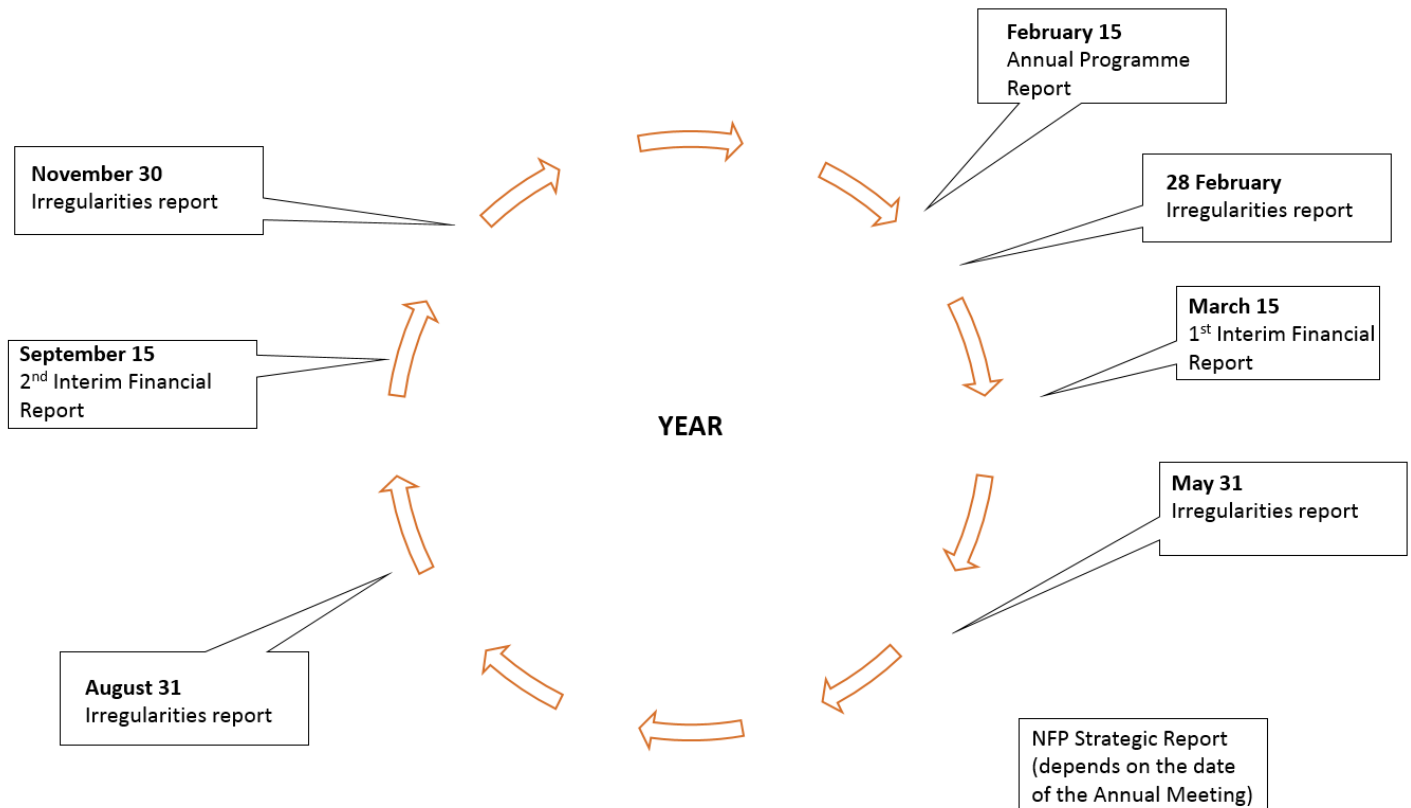 February 15
Annual Programme
Report
28 February
Irregularities report
March 15
1st Interim Financial
Report
May 31
Irregularities report
NFP Strategic Report
(depends on the date
of the Annual Meeting)
August 31
Irregularities report
September 15
2nd Interim Financial
Report
November 30
Irregularities report
YEAR